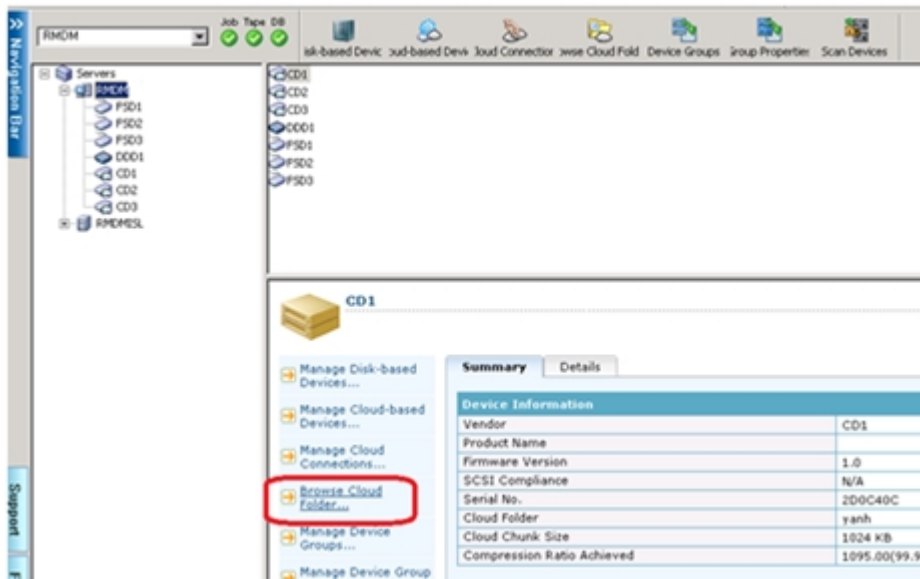 Job Tape DB
RMDM
isk-based Devic oud-based Devi loud Connection owse Cloud Fold Device Groups Group Properties Scan Devices
Navigation Bar
Servers
RMDM
FSD1
FSD2
FSD3
DDD1
CD1
CD2
CD3
RMDMISL
CD1
CD2
CD3
DDD1
FSD1
FSD2
FSD3
CD1
Manage Disk-based
Devices...
Manage Cloud-based
Devices...
Manage Cloud
Connections...
Browse Cloud
Folder...
Manage Device
Groups...
Manage Device Group
Summary Details
Device Information
Vendor CD1
Product Name
Firmware Version 1.0
SCSI Compliance N/A
Serial No. 2D0C40C
Cloud Folder yanh
Cloud Chunk Size 1024 KB
Compression Ratio Achieved 1095.00(99.9
Support